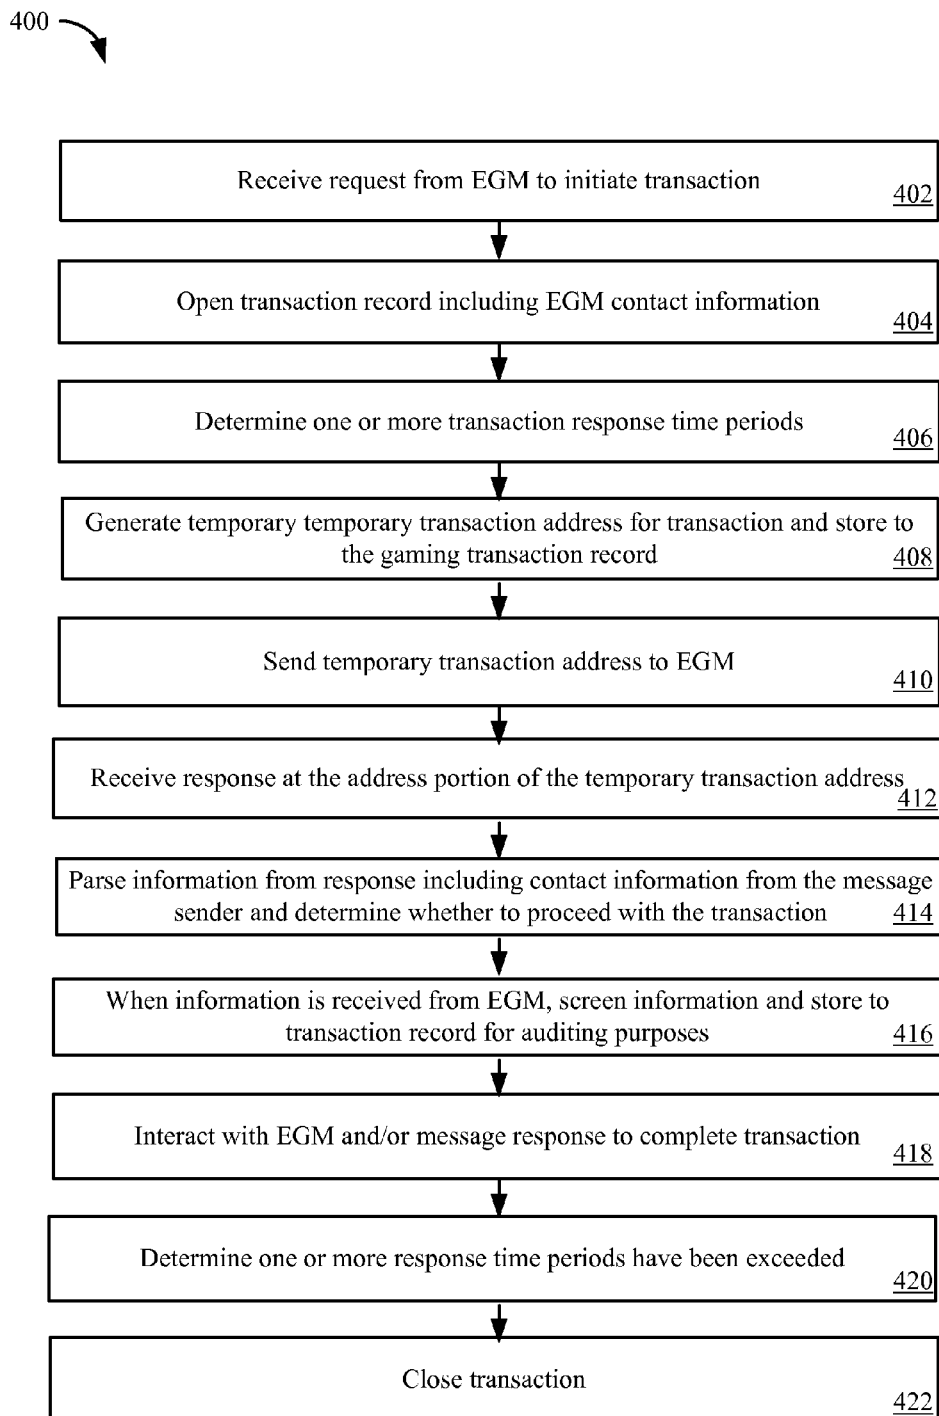 400
Receive request from EGM to initiate transaction
402
Open transaction record including EGM contact information
404
Determine one or more transaction response time periods
406
Generate temporary temporary transaction address for transaction and store to
the gaming transaction record
408
Send temporary transaction address to EGM
410
Receive response at the address portion of the temporary transaction address
412
Parse information from response including contact information from the message
sender and determine whether to proceed with the transaction
414
When information is received from EGM, screen information and store to
transaction record for auditing purposes
416
Interact with EGM and/or message response to complete transaction
418
Determine one or more response time periods have been exceeded
420
Close transaction
422